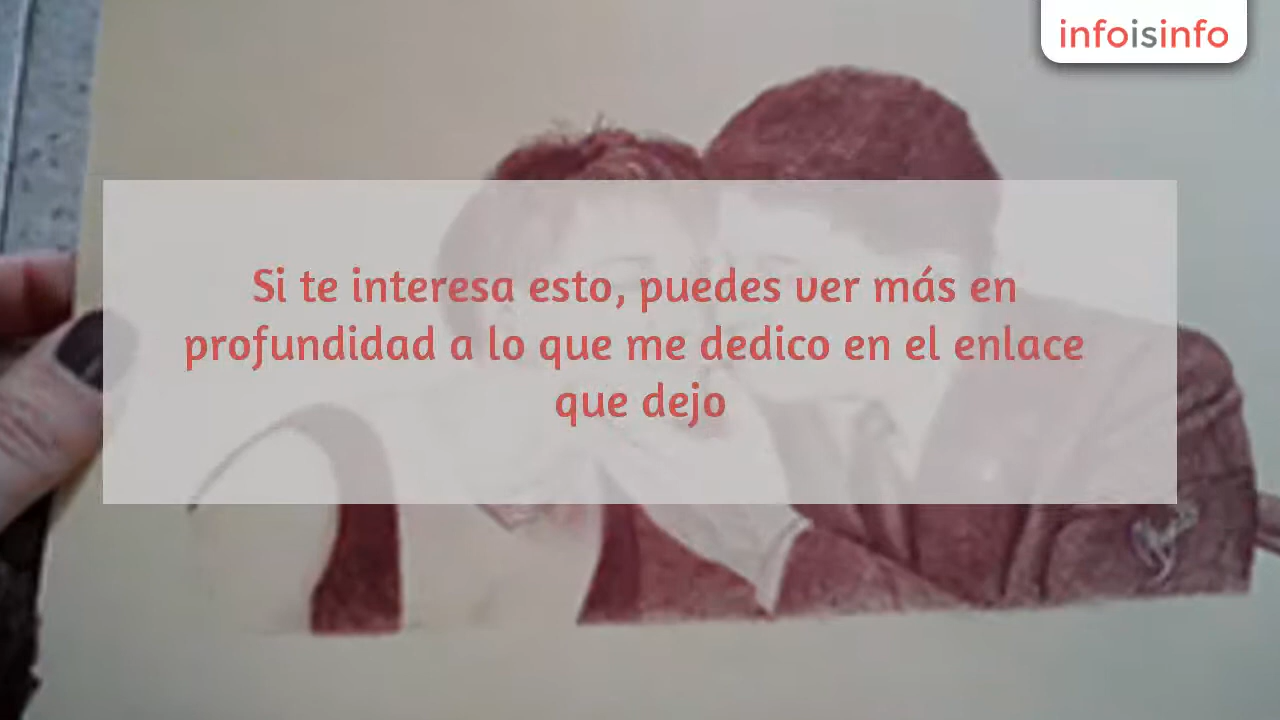 infoisinfo
Si te interesa esto, puedes ver más en
profundidad a lo que me dedico en el enlace
que dejo